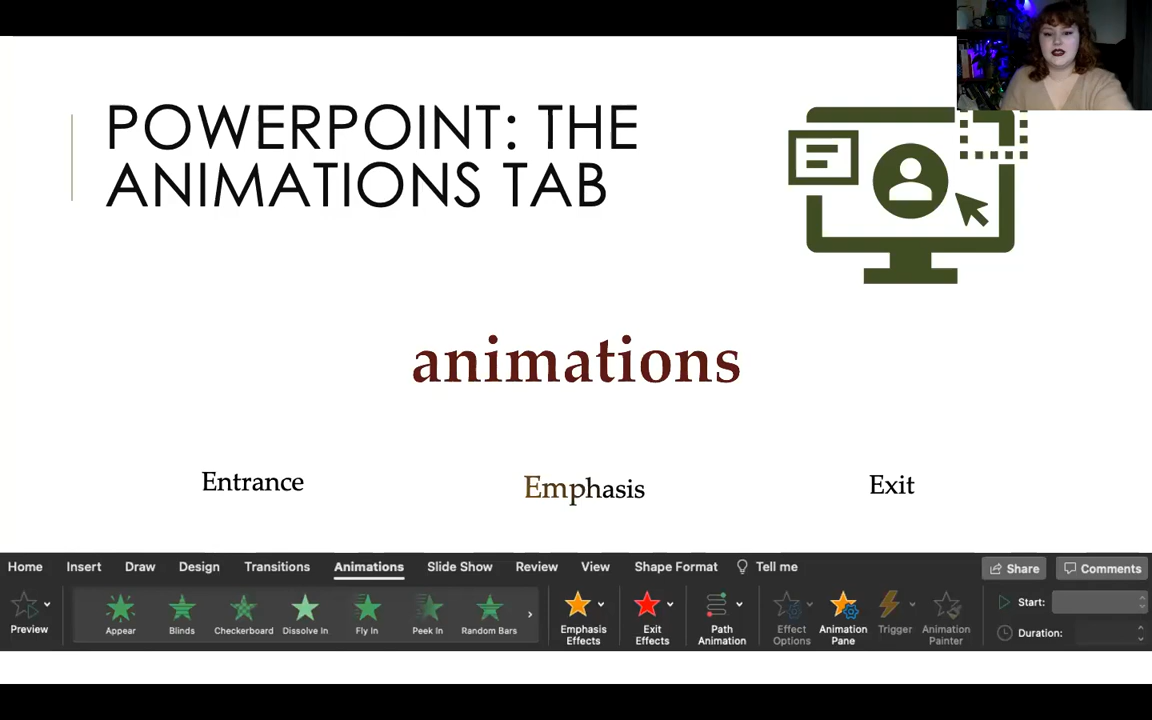 POWERPOINT: THE
ANIMATIONS TAB
animations
Entrance
Emphasis
Exit
Home Insert Draw Design Transitions Animations Slide Show Review View Shape Format Tell me Share Comments
Preview
Appear
Blinds
Checkerboard
Dissolve In
Fly In
Peek In
Random Bars
Emphasis
Effects
Exit
Effects
Path
Animation
Effect
Options
Animation
Pane
Trigger
Animation
Painter
Start:
Duration: